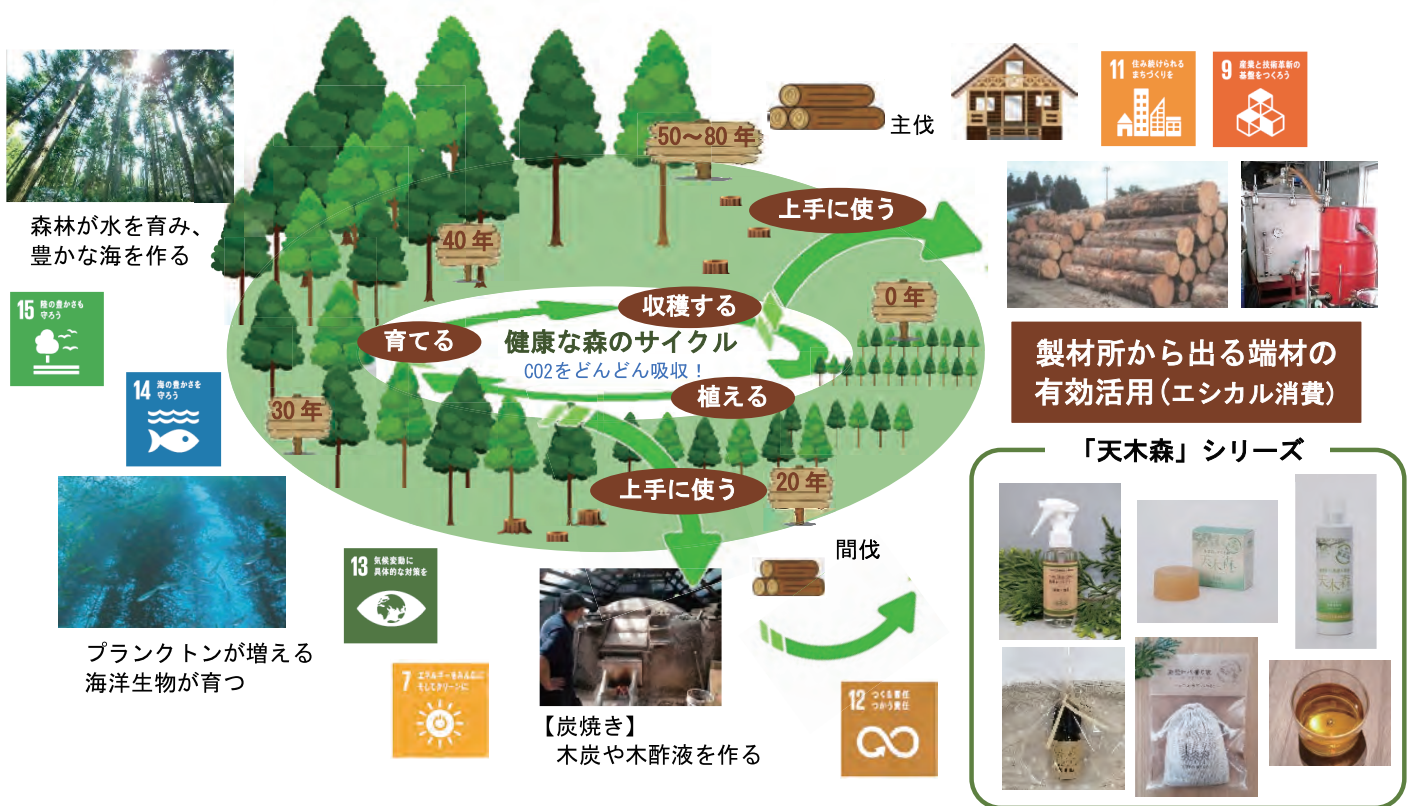 森林が水を育み、
豊かな海を作る
15 陸の豊かさも
守ろう
14 海の豊かさを
守ろう
プランクトンが増える
海洋生物が育つ
13 気候変動に
具体的な対策を
7 エネルギーをみんなに
そしてクリーンに
50～80 年
40 年
30 年
20 年
0 年
育てる
収穫する
植える
上手に使う
上手に使う
健康な森のサイクル
CO2をどんどん吸収！
主伐
間伐
【炭焼き】
木炭や木酢液を作る
12 つくる責任
つかう責任
11 住み続けられる
まちづくりを
9 産業と技術革新の
基盤をつくろう
製材所から出る端材の
有効活用（エシカル消費）
「天木森」シリーズ
天木森
天木森